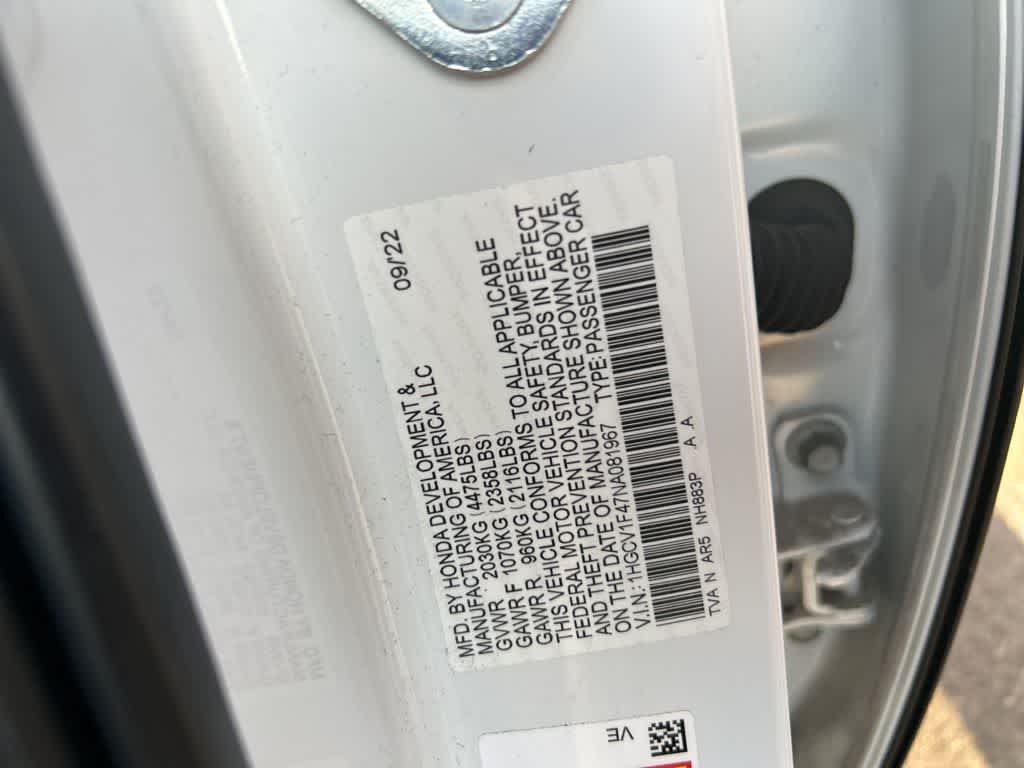 MFD. BY HONDA DEVELOPMENT &
MANUFACTURING OF AMERICA, LLC 09/'22
GVWR 2030KG (4475LBS)
GAWR F 1070KG (2358LBS)
GAWR R 960KG (2116LBS)
THIS VEHICLE CONFORMS TO ALL APPLICABLE
FEDERAL MOTOR VEHICLE SAFETY, BUMPER,
AND THEFT PREVENTION STANDARDS IN EFFECT
ON THE DATE OF MANUFACTURE SHOWN ABOVE.
V.I.N.: 1HGCV1F47NA081967 TYPE: PASSENGER CAR
TVA N AR5 NH883P A A
VE